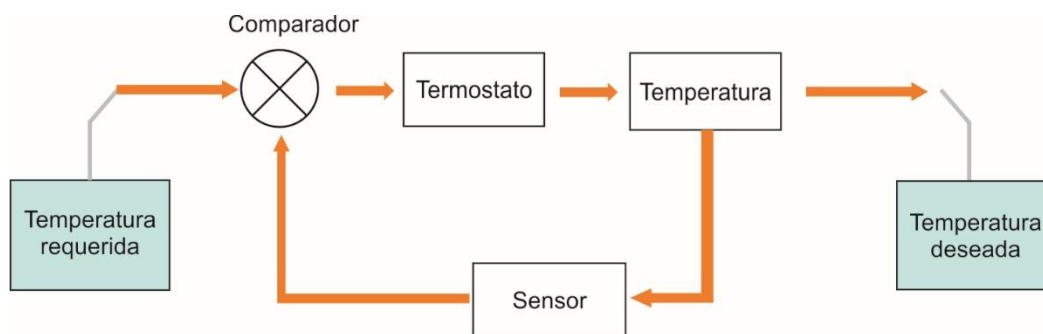 Comparador
Termostato
Temperatura
Temperatura
requerida
Temperatura
deseada
Sensor